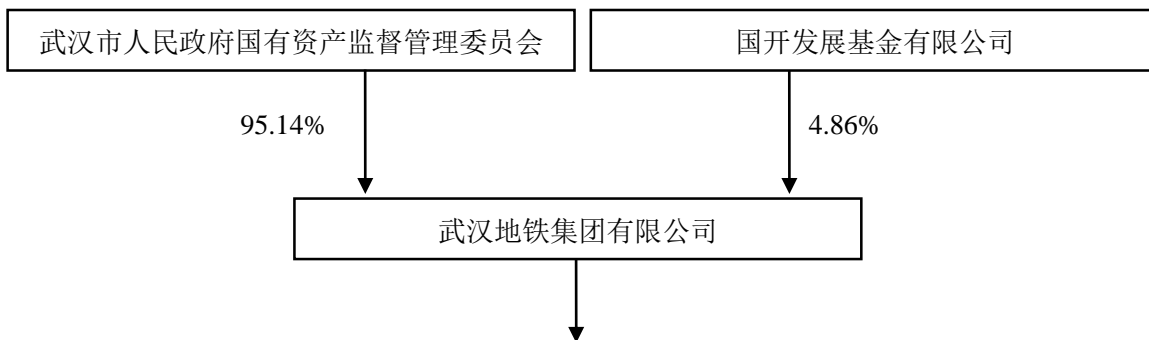 武汉市人民政府国有资产监督管理委员会
国开发展基金有限公司
95.14%
4.86%
武汉地铁集团有限公司